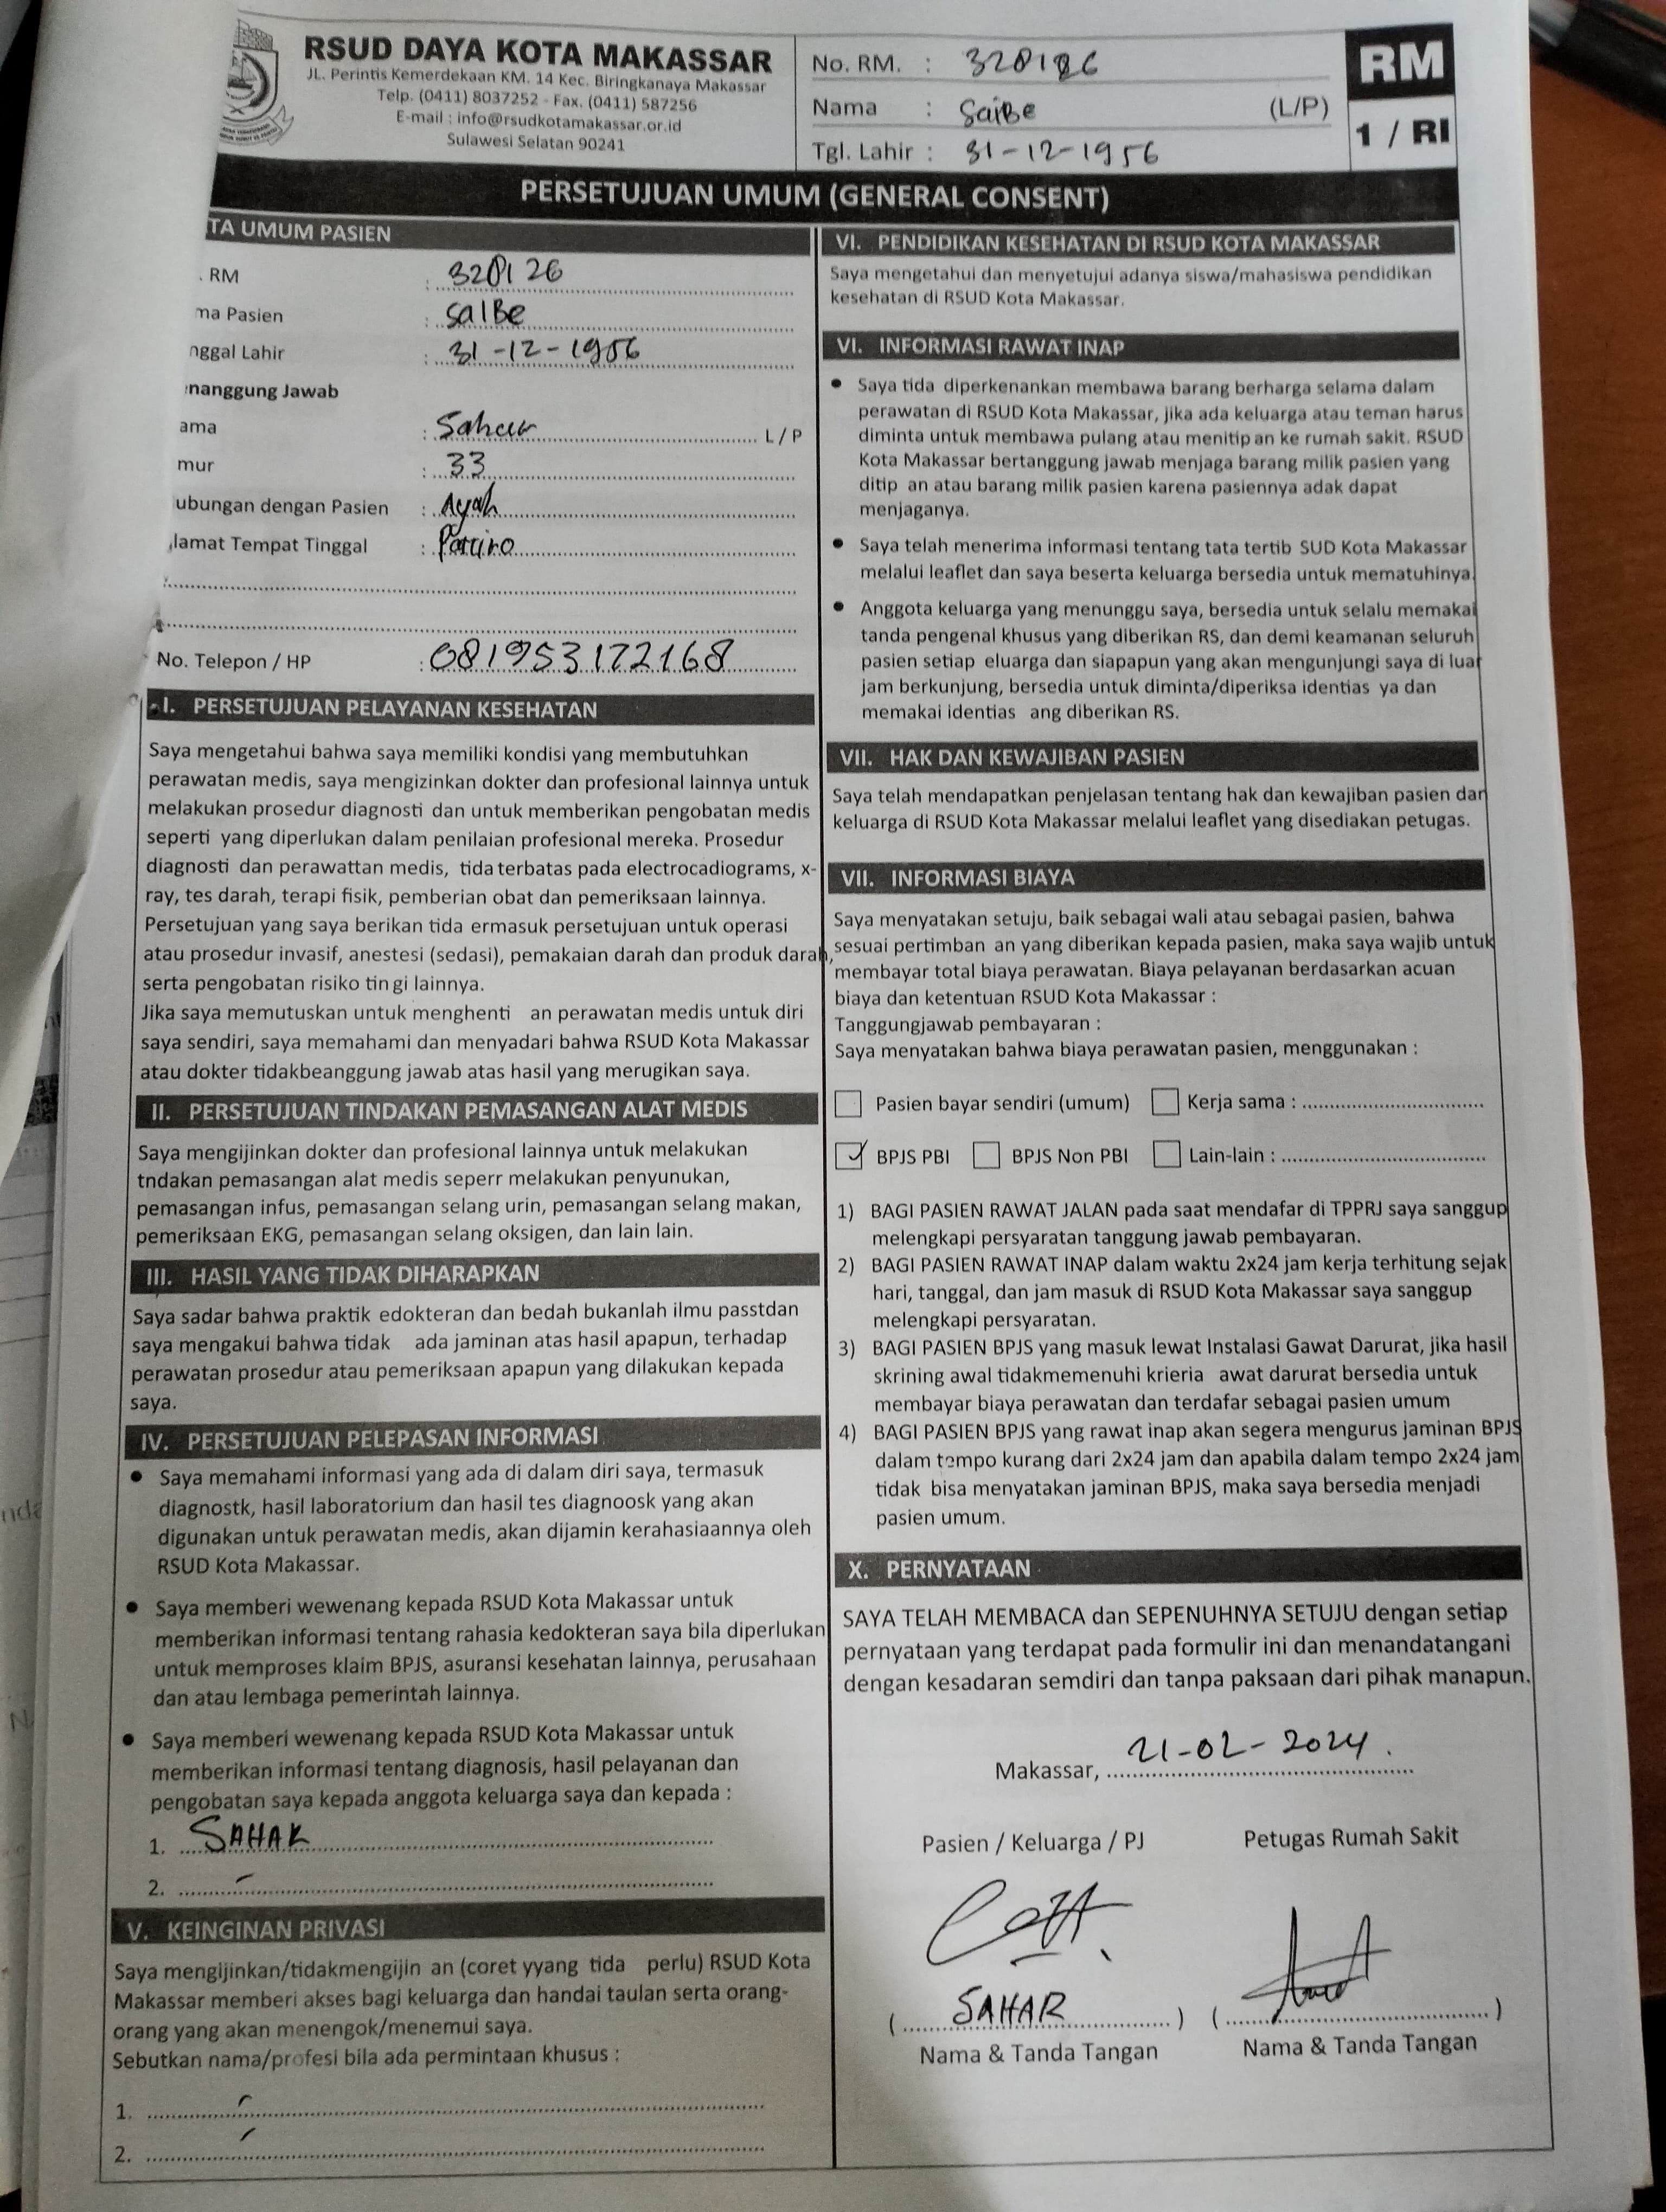 RSUD DAYA KOTA MAKASSAR
JL. Perintis Kemerdekaan KM. 14 Kec. Biringkanaya Makassar
Telp. (0411) 8037252 - Fax. (0411) 587256
E-mail : info@rsudkotamakassar.or.id
Sulawesi Selatan 90241
No. RM. :
Nama : SaiBe (L/P)
Tgl. Lahir : 31-12-1956
RM
1 / RI
PERSETUJUAN UMUM (GENERAL CONSENT)
TA UMUM PASIEN
. RM : 320126
ma Pasien : SaIBe
nggal Lahir : 31-12-1956
nanggung Jawab
ama : L / P
mur : 33
ubungan dengan Pasien : Ayah
lamat Tempat Tinggal :
No. Telepon / HP : 081953172168
I. PERSETUJUAN PELAYANAN KESEHATAN
Saya mengetahui bahwa saya memiliki kondisi yang membutuhkan
perawatan medis, saya mengizinkan dokter dan profesional lainnya untuk
melakukan prosedur diagnosti dan untuk memberikan pengobatan medis
seperti yang diperlukan dalam penilaian profesional mereka. Prosedur
diagnosti dan perawattan medis, tida terbatas pada electrocadiograms, x-
ray, tes darah, terapi fisik, pemberian obat dan pemeriksaan lainnya.
Persetujuan yang saya berikan tida ermasuk persetujuan untuk operasi
atau prosedur invasif, anestesi (sedasi), pemakaian darah dan produk darah,
serta pengobatan risiko tin gi lainnya.
Jika saya memutuskan untuk menghenti an perawatan medis untuk diri
saya sendiri, saya memahami dan menyadari bahwa RSUD Kota Makassar
atau dokter tidakbeanggung jawab atas hasil yang merugikan saya.
II. PERSETUJUAN TINDAKAN PEMASANGAN ALAT MEDIS
Saya mengijinkan dokter dan profesional lainnya untuk melakukan
tndakan pemasangan alat medis seperr melakukan penyunukan,
pemasangan infus, pemasangan selang urin, pemasangan selang makan,
pemeriksaan EKG, pemasangan selang oksigen, dan lain lain.
III. HASIL YANG TIDAK DIHARAPKAN
Saya sadar bahwa praktik edokteran dan bedah bukanlah ilmu passtdan
saya mengakui bahwa tidak ada jaminan atas hasil apapun, terhadap
perawatan prosedur atau pemeriksaan apapun yang dilakukan kepada
saya.
IV. PERSETUJUAN PELEPASAN INFORMASI
• Saya memahami informasi yang ada di dalam diri saya, termasuk
diagnostk, hasil laboratorium dan hasil tes diagnoosk yang akan
digunakan untuk perawatan medis, akan dijamin kerahasiaannya oleh
RSUD Kota Makassar.
• Saya memberi wewenang kepada RSUD Kota Makassar untuk
memberikan informasi tentang rahasia kedokteran saya bila diperlukan
untuk memproses klaim BPJS, asuransi kesehatan lainnya, perusahaan
dan atau lembaga pemerintah lainnya.
• Saya memberi wewenang kepada RSUD Kota Makassar untuk
memberikan informasi tentang diagnosis, hasil pelayanan dan
pengobatan saya kepada anggota keluarga saya dan kepada :
1. SAHAR
2.
V. KEINGINAN PRIVASI
Saya mengijinkan/tidakmengijin an (coret yyang tida perlu) RSUD Kota
Makassar memberi akses bagi keluarga dan handai taulan serta orang-
orang yang akan menengok/menemui saya.
Sebutkan nama/profesi bila ada permintaan khusus :
1.
2.
VI. PENDIDIKAN KESEHATAN DI RSUD KOTA MAKASSAR
Saya mengetahui dan menyetujui adanya siswa/mahasiswa pendidikan
kesehatan di RSUD Kota Makassar.
VI. INFORMASI RAWAT INAP
• Saya tida diperkenankan membawa barang berharga selama dalam
perawatan di RSUD Kota Makassar, jika ada keluarga atau teman harus
diminta untuk membawa pulang atau menitip an ke rumah sakit. RSUD
Kota Makassar bertanggung jawab menjaga barang milik pasien yang
ditip an atau barang milik pasien karena pasiennya adak dapat
menjaganya.
• Saya telah menerima informasi tentang tata tertib SUD Kota Makassar
melalui leaflet dan saya beserta keluarga bersedia untuk mematuhinya.
• Anggota keluarga yang menunggu saya, bersedia untuk selalu memakai
tanda pengenal khusus yang diberikan RS, dan demi keamanan seluruh
pasien setiap eluarga dan siapapun yang akan mengunjungi saya di luar
jam berkunjung, bersedia untuk diminta/diperiksa identias ya dan
memakai identias ang diberikan RS.
VII. HAK DAN KEWAJIBAN PASIEN
Saya telah mendapatkan penjelasan tentang hak dan kewajiban pasien dan
keluarga di RSUD Kota Makassar melalui leaflet yang disediakan petugas.
VII. INFORMASI BIAYA
Saya menyatakan setuju, baik sebagai wali atau sebagai pasien, bahwa
sesuai pertimban an yang diberikan kepada pasien, maka saya wajib untuk
membayar total biaya perawatan. Biaya pelayanan berdasarkan acuan
biaya dan ketentuan RSUD Kota Makassar :
Tanggungjawab pembayaran :
Saya menyatakan bahwa biaya perawatan pasien, menggunakan :
Pasien bayar sendiri (umum) Kerja sama :
✓ BPJS PBI BPJS Non PBI Lain-lain :
1) BAGI PASIEN RAWAT JALAN pada saat mendafar di TPPRJ saya sanggup
melengkapi persyaratan tanggung jawab pembayaran.
2) BAGI PASIEN RAWAT INAP dalam waktu 2x24 jam kerja terhitung sejak
hari, tanggal, dan jam masuk di RSUD Kota Makassar saya sanggup
melengkapi persyaratan.
3) BAGI PASIEN BPJS yang masuk lewat Instalasi Gawat Darurat, jika hasil
skrining awal tidakmemenuhi krieria awat darurat bersedia untuk
membayar biaya perawatan dan terdafar sebagai pasien umum
4) BAGI PASIEN BPJS yang rawat inap akan segera mengurus jaminan BPJS
dalam tempo kurang dari 2x24 jam dan apabila dalam tempo 2x24 jam
tidak bisa menyatakan jaminan BPJS, maka saya bersedia menjadi
pasien umum.
X. PERNYATAAN
SAYA TELAH MEMBACA dan SEPENUHNYA SETUJU dengan setiap
pernyataan yang terdapat pada formulir ini dan menandatangani
dengan kesadaran semdiri dan tanpa paksaan dari pihak manapun.
Makassar, 21-02-2024.
Pasien / Keluarga / PJ Petugas Rumah Sakit
( SAHAR ) ( )
Nama & Tanda Tangan Nama & Tanda Tangan